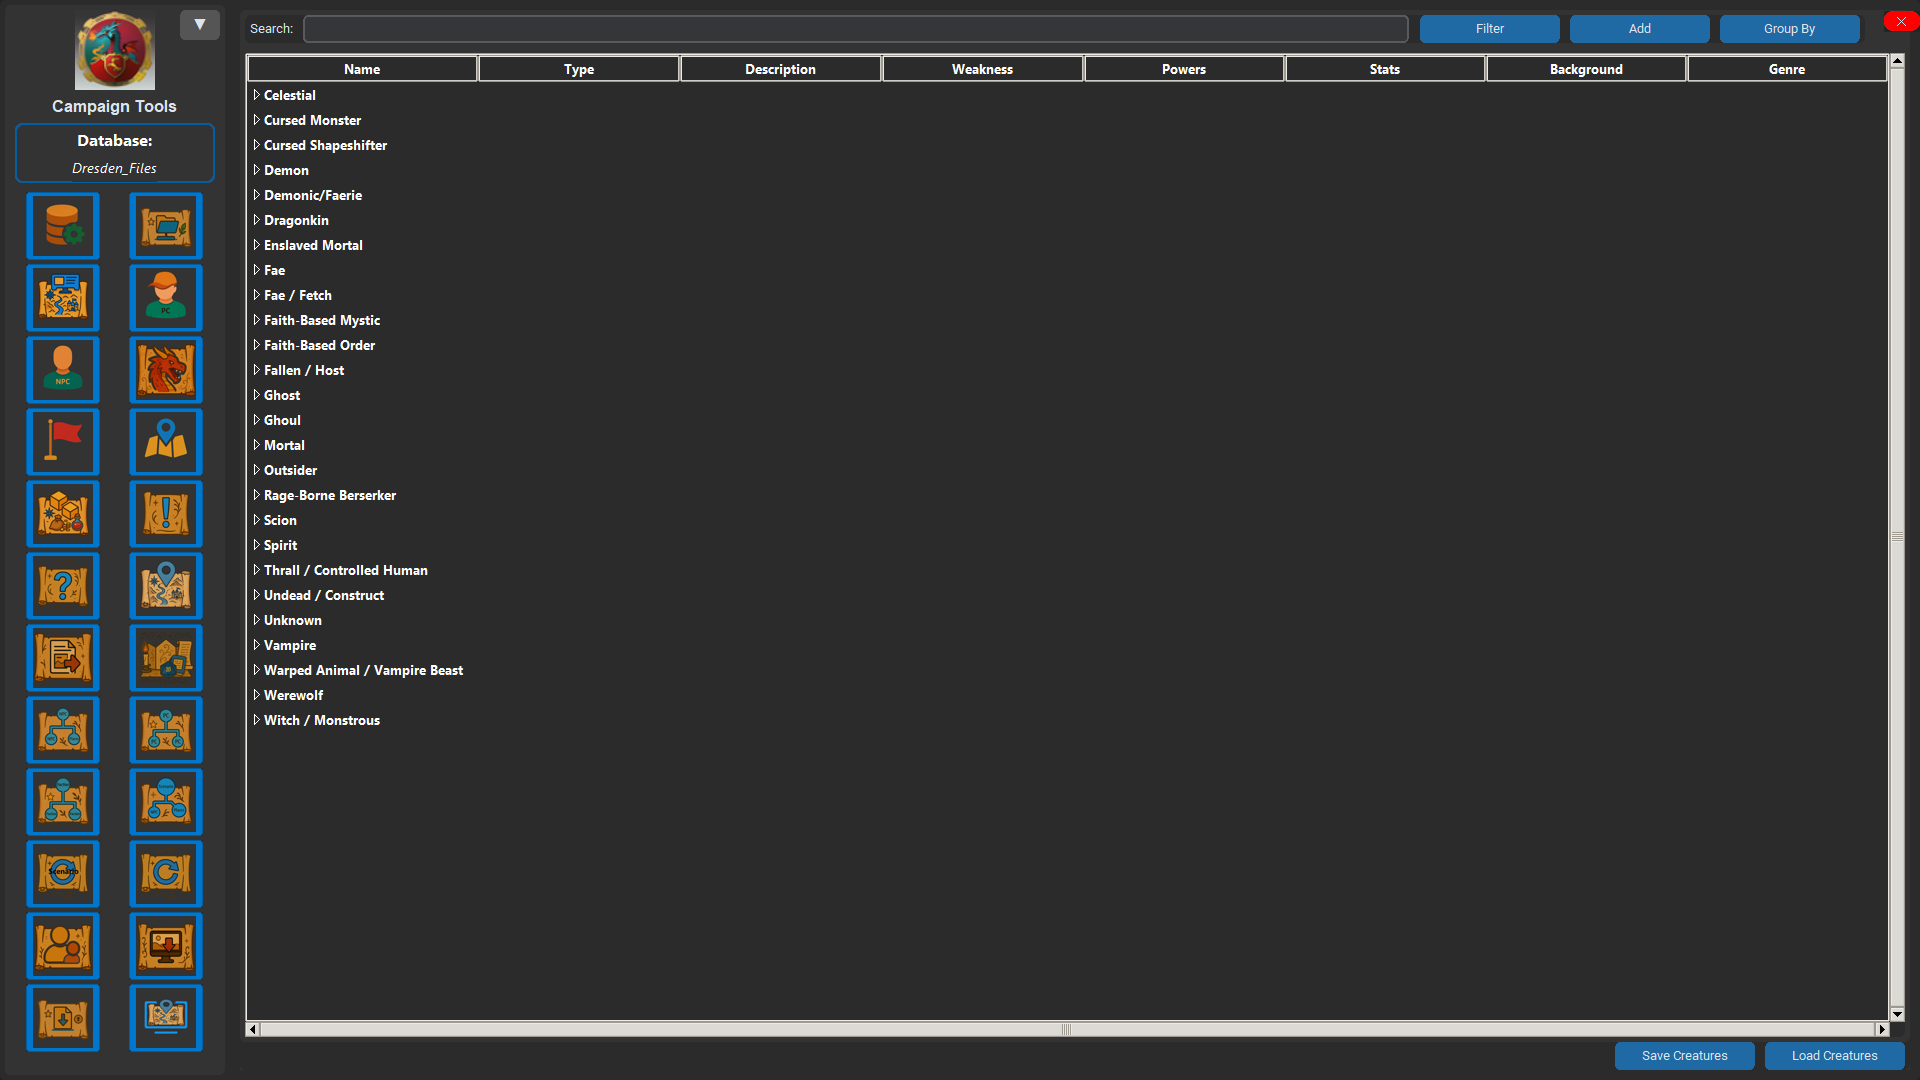 ▼
Campaign Tools
Database:
Dresden_Files
PC
NPC
Scenario
Search:
Filter
Add
Group By
Name Type Description Weakness Powers Stats Background Genre
Celestial
Cursed Monster
Cursed Shapeshifter
Demon
Demonic/Faerie
Dragonkin
Enslaved Mortal
Fae
Fae / Fetch
Faith-Based Mystic
Faith-Based Order
Fallen / Host
Ghost
Ghoul
Mortal
Outsider
Rage-Borne Berserker
Scion
Spirit
Thrall / Controlled Human
Undead / Construct
Unknown
Vampire
Warped Animal / Vampire Beast
Werewolf
Witch / Monstrous
Save Creatures
Load Creatures